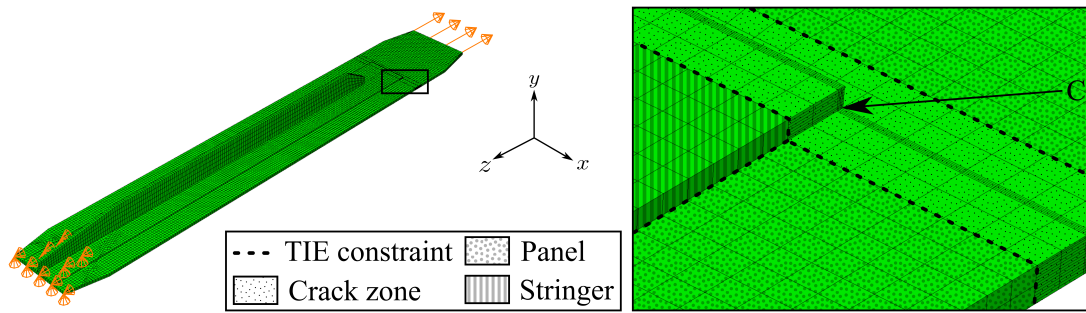 y
z
x
C
TIE constraint
Panel
Crack zone
Stringer